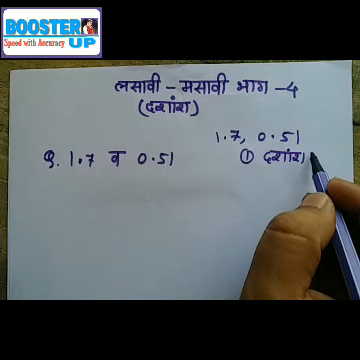 BOOSTER
Speed with Accuracy
UP
लसावी - मसावी भाग - 4
(दशांश)
1.7, 0.51
१. 1.7 व 0.51
① दशांश